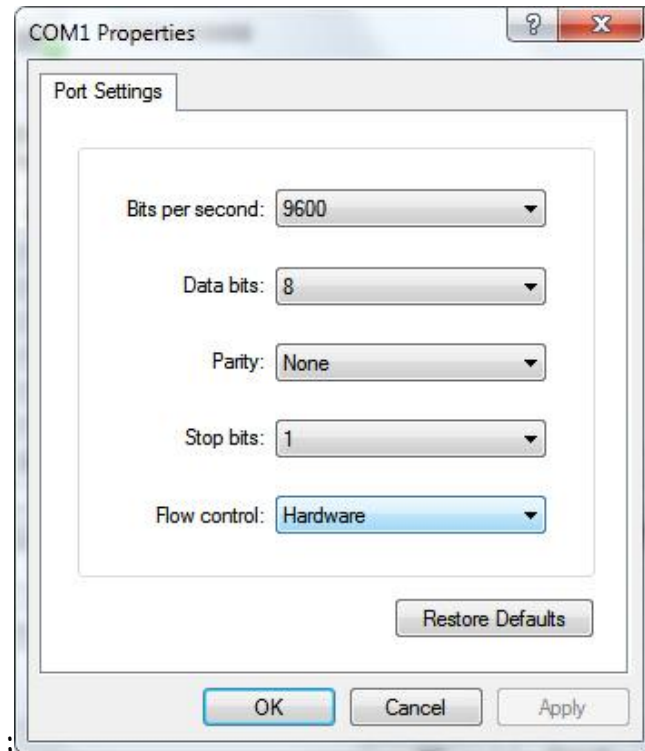 COM1 Properties
Port Settings
Bits per second: 9600
Data bits: 8
Parity: None
Stop bits: 1
Flow control: Hardware
Restore Defaults
OK Cancel Apply
: